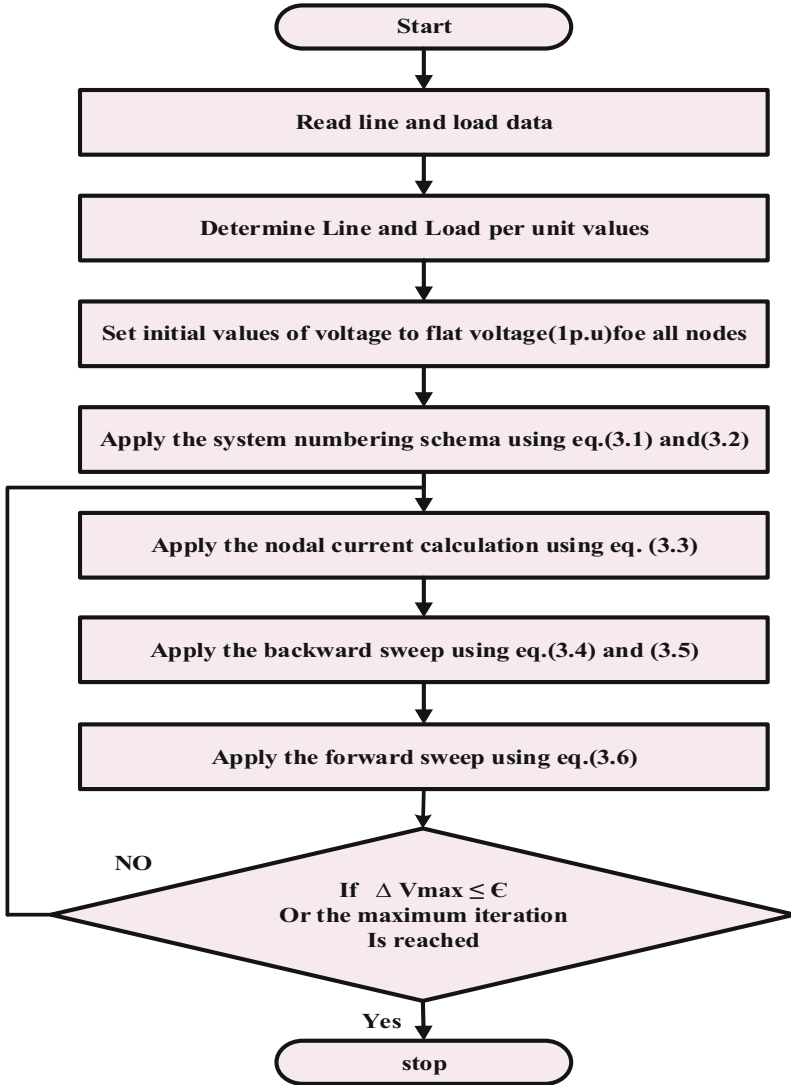 Start
Read line and load data
Determine Line and Load per unit values
Set initial values of voltage to flat voltage(1p.u)foe all nodes
Apply the system numbering schema using eq.(3.1) and(3.2)
Apply the nodal current calculation using eq. (3.3)
Apply the backward sweep using eq.(3.4) and (3.5)
Apply the forward sweep using eq.(3.6)
NO
If Δ Vmax ≤ Є
Or the maximum iteration
Is reached
Yes
stop